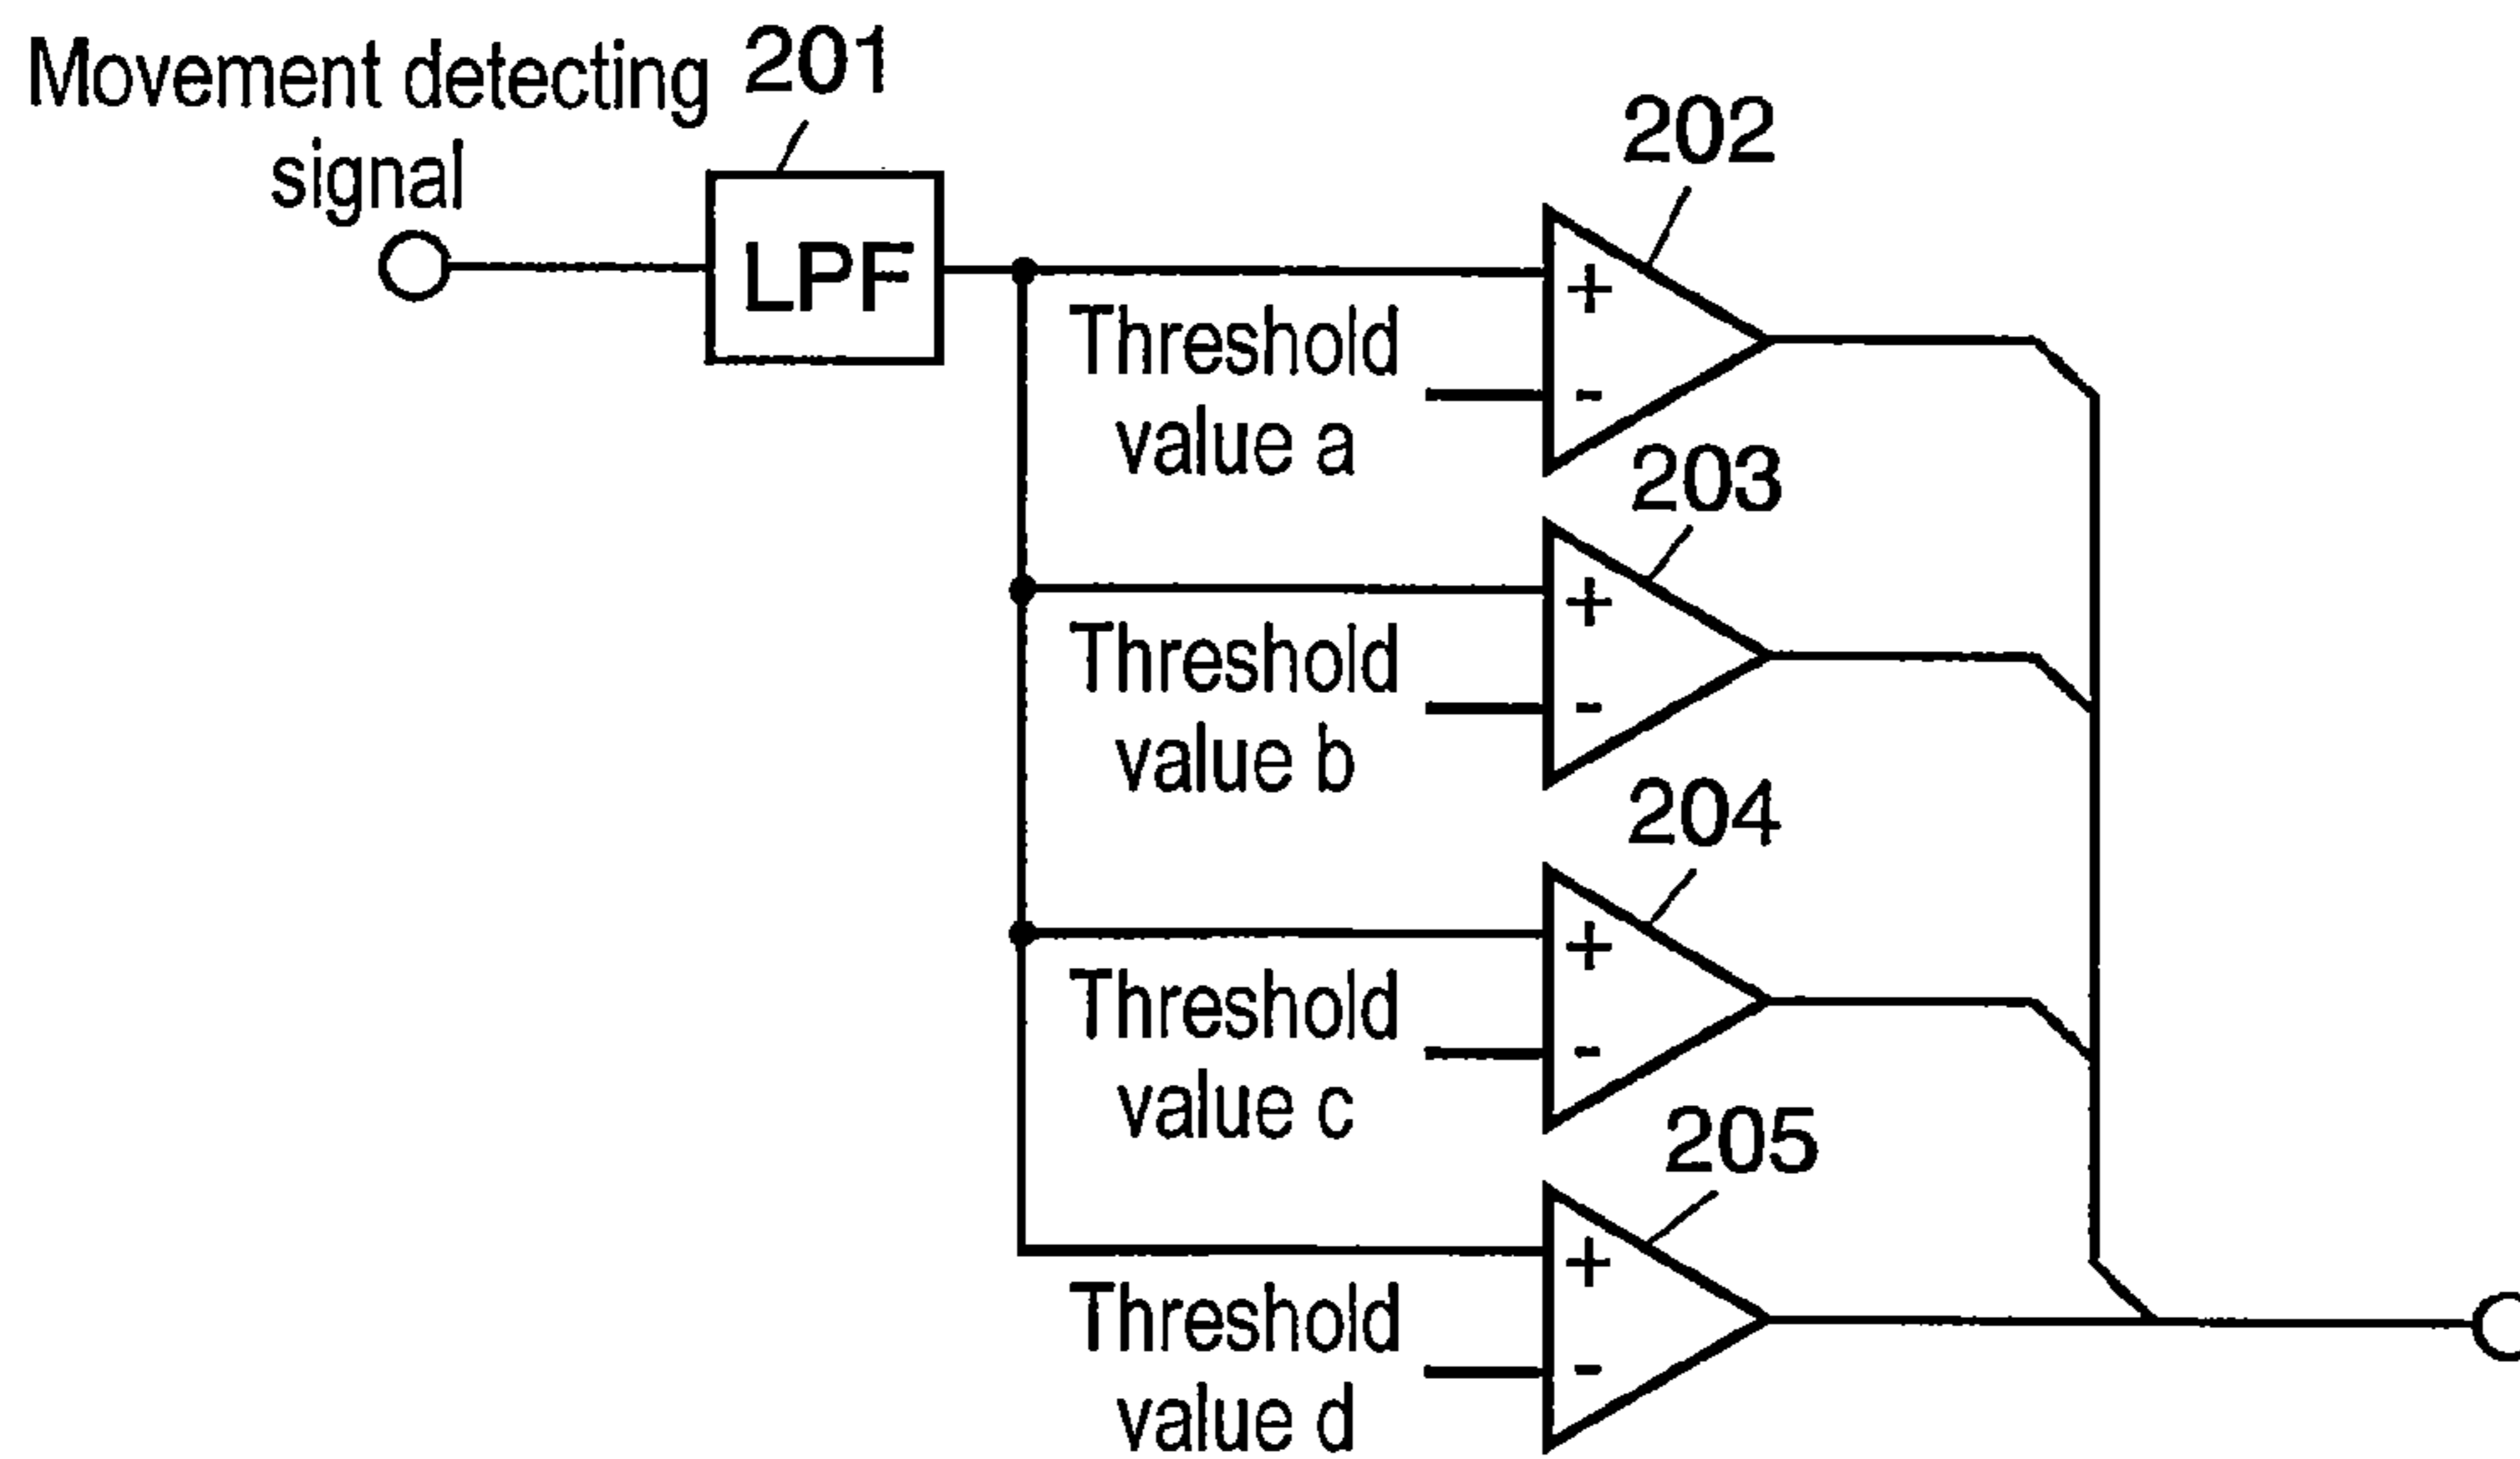 Movement detecting
signal
201
LPF
202
+
-
Threshold
value a
203
+
-
Threshold
value b
204
+
-
Threshold
value c
205
+
-
Threshold
value d